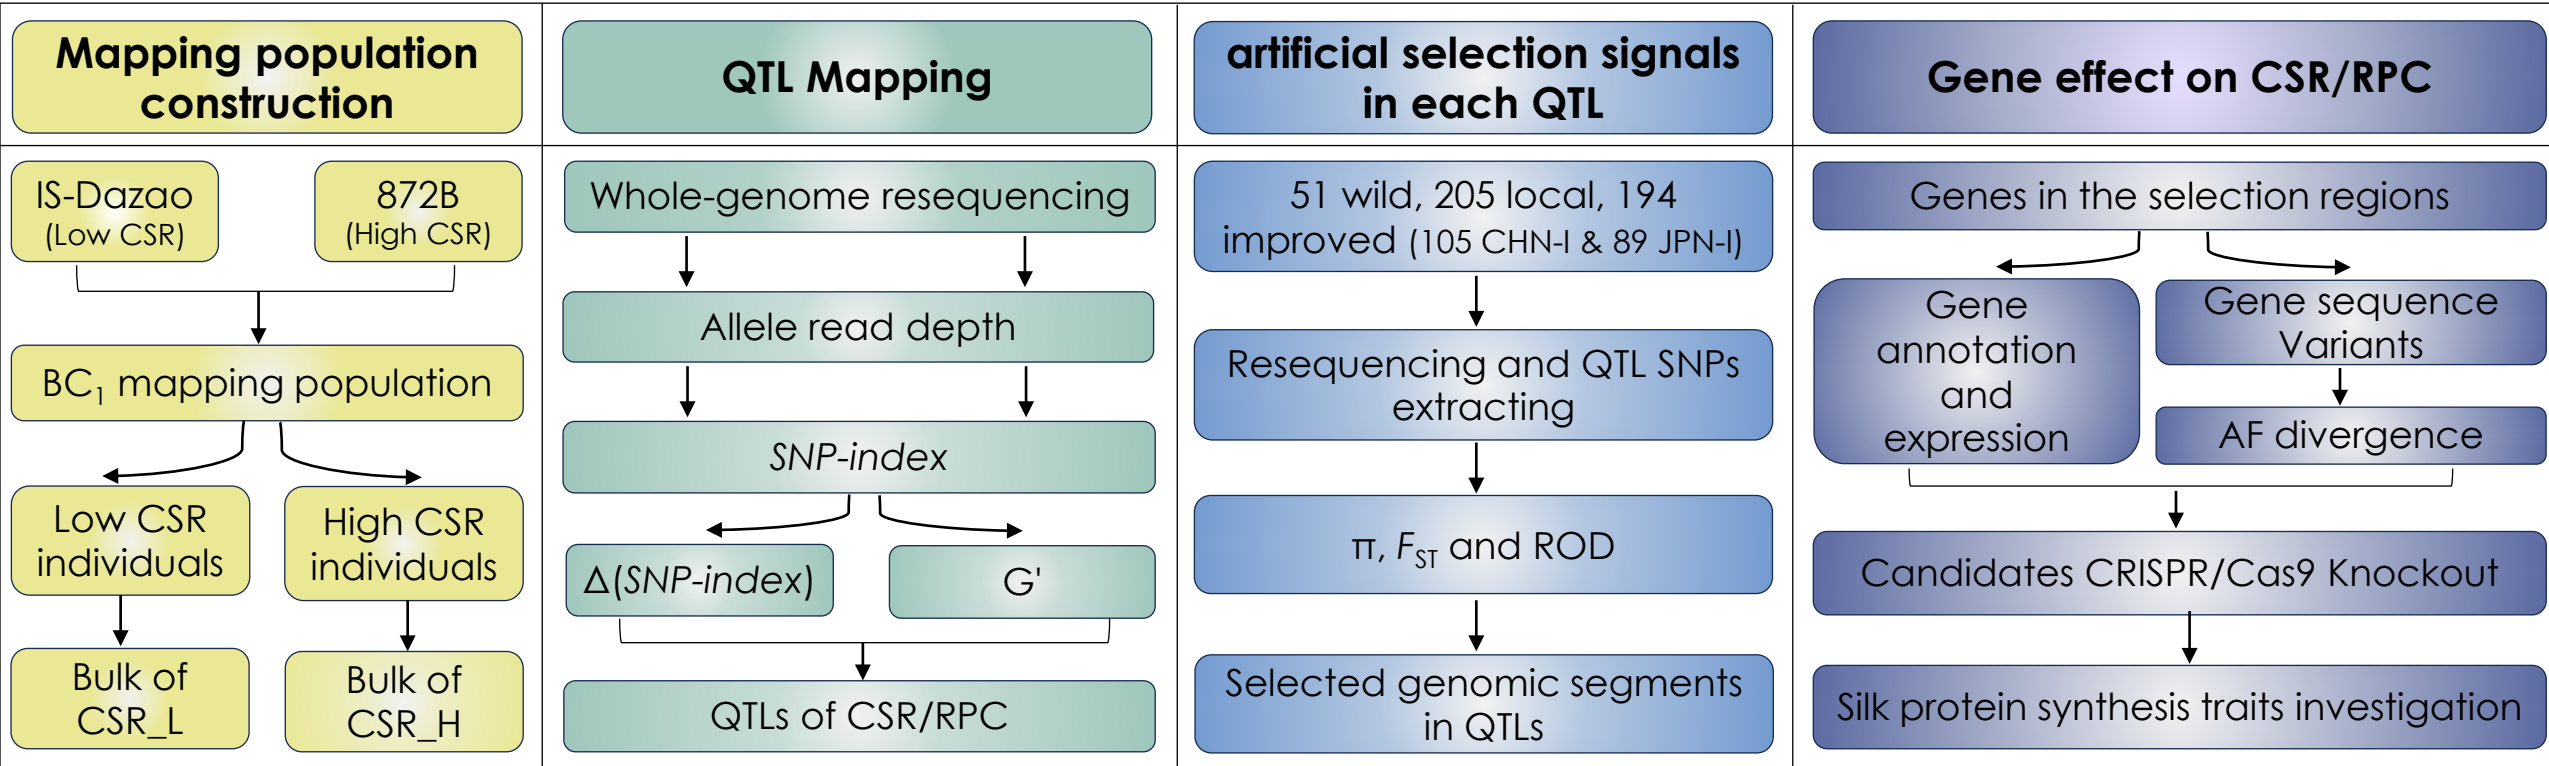 Mapping population
construction
QTL Mapping
artificial selection signals
in each QTL
Gene effect on CSR/RPC
IS-Dazao
(Low CSR)
872B
(High CSR)
BC₁ mapping population
Low CSR
individuals
High CSR
individuals
Bulk of
CSR_L
Bulk of
CSR_H
Whole-genome resequencing
Allele read depth
SNP-index
Δ(SNP-index)
G'
QTLs of CSR/RPC
51 wild, 205 local, 194
improved (105 CHN-I & 89 JPN-I)
Resequencing and QTL SNPs
extracting
π, F_ST and ROD
Selected genomic segments
in QTLs
Genes in the selection regions
Gene
annotation
and
expression
Gene sequence
Variants
AF divergence
Candidates CRISPR/Cas9 Knockout
Silk protein synthesis traits investigation